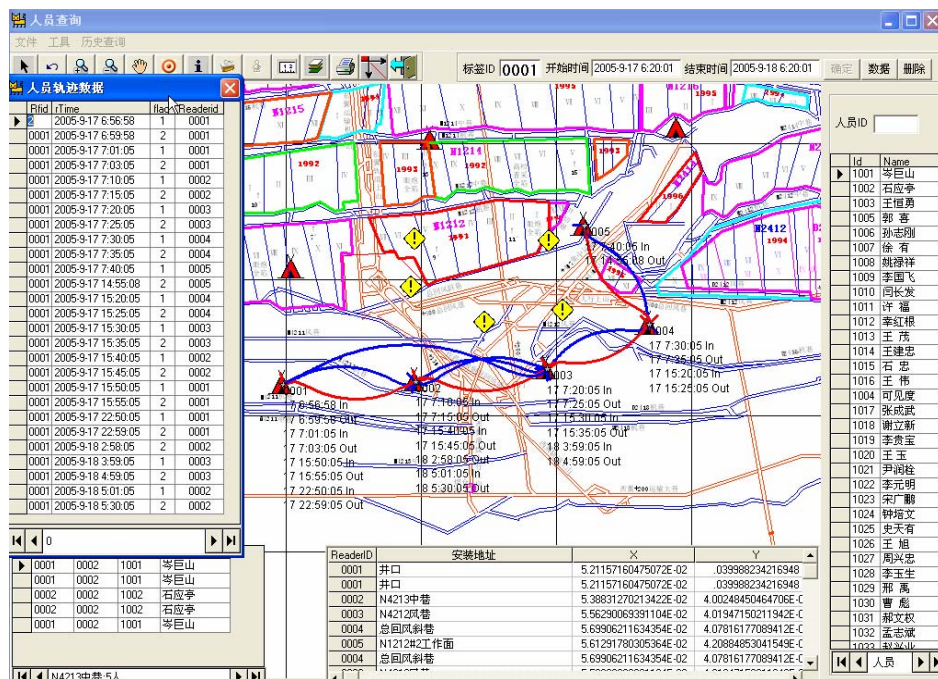 人员查询
文件 工具 历史查询
标签ID 0001 开始时间 2005-9-17 6:20:01 结束时间 2005-9-18 6:20:01 确定 数据 删除
人员轨迹数据
Rfid rTime flag Readerid
2 2005-9-17 6:56:58 1 0001
0001 2005-9-17 6:59:58 2 0001
0001 2005-9-17 7:01:05 1 0001
0001 2005-9-17 7:03:05 2 0001
0001 2005-9-17 7:10:05 1 0002
0001 2005-9-17 7:15:05 2 0002
0001 2005-9-17 7:20:05 1 0003
0001 2005-9-17 7:25:05 2 0003
0001 2005-9-17 7:30:05 1 0004
0001 2005-9-17 7:35:05 2 0004
0001 2005-9-17 7:40:05 1 0005
0001 2005-9-17 14:55:08 2 0005
0001 2005-9-17 15:20:05 1 0004
0001 2005-9-17 15:25:05 2 0004
0001 2005-9-17 15:30:05 1 0003
0001 2005-9-17 15:35:05 2 0003
0001 2005-9-17 15:40:05 1 0002
0001 2005-9-17 15:45:05 2 0002
0001 2005-9-17 15:50:05 1 0001
0001 2005-9-17 15:55:05 2 0001
0001 2005-9-17 22:50:05 1 0001
0001 2005-9-17 22:59:05 2 0001
0001 2005-9-18 2:58:05 2 0002
0001 2005-9-18 3:59:05 1 0003
0001 2005-9-18 4:59:05 2 0003
0001 2005-9-18 5:01:05 1 0002
0001 2005-9-18 5:30:05 2 0002
0
0001 0002 1001 岑巨山
0001 0002 1001 岑巨山
0002 0002 1002 石应亭
0002 0002 1002 石应亭
0001 0002 1001 岑巨山
N4213中巷:5人
N1215
1992
1993
N1214
1993
1995
N1212
1993
1996
N2412
1994
0005
17 7:40:05 In
17 14:55:08 Out
0004
17 7:30:05 In
17 7:35:05 Out
17 15:20:05 In
17 15:25:05 Out
0003
17 7:20:05 In
17 7:25:05 Out
17 15:30:05 In
17 15:35:05 Out
18 3:59:05 In
18 4:59:05 Out
0002
17 7:10:05 In
17 7:15:05 Out
17 15:40:05 In
17 15:45:05 Out
18 2:58:05 Out
18 5:01:05 In
18 5:30:05 Out
0001
17 6:56:58 In
17 6:59:58 Out
17 7:01:05 In
17 7:03:05 Out
17 15:50:05 In
17 15:55:05 Out
17 22:50:05 In
17 22:59:05 Out
ReaderID 安装地址 X Y
0001 井口 5.21157160475072E-02 .039988234216948
0001 井口 5.21157160475072E-02 .039988234216948
0002 N4213中巷 5.38831270213422E-02 4.00248450464706E-0
0003 N4212风巷 5.56290069391104E-02 4.01947150211942E-0
0004 总回风斜巷 5.69906211634354E-02 4.07816177089412E-0
0005 N1212#2工作面 5.61291780305364E-02 4.20884853041549E-0
0004 总回风斜巷 5.69906211634354E-02 4.07816177089412E-0
人员ID
Id Name
1001 岑巨山
1002 石应亭
1003 王恒勇
1005 郭 喜
1006 孙志刚
1007 徐 有
1008 姚禄祥
1009 李国飞
1010 闫长发
1011 许 福
1012 幸红根
1013 王 茂
1014 王建忠
1015 石 忠
1016 王 伟
1004 可见度
1017 张成武
1018 谢立新
1019 李贵宝
1020 王 玉
1021 尹润栓
1022 李元明
1023 宋广鹏
1024 钟培文
1025 史天有
1026 王 旭
1027 周兴忠
1028 李玉生
1029 邢 禹
1030 曹 彪
1031 郝文权
1032 孟志斌
1033 赵兴业
人员